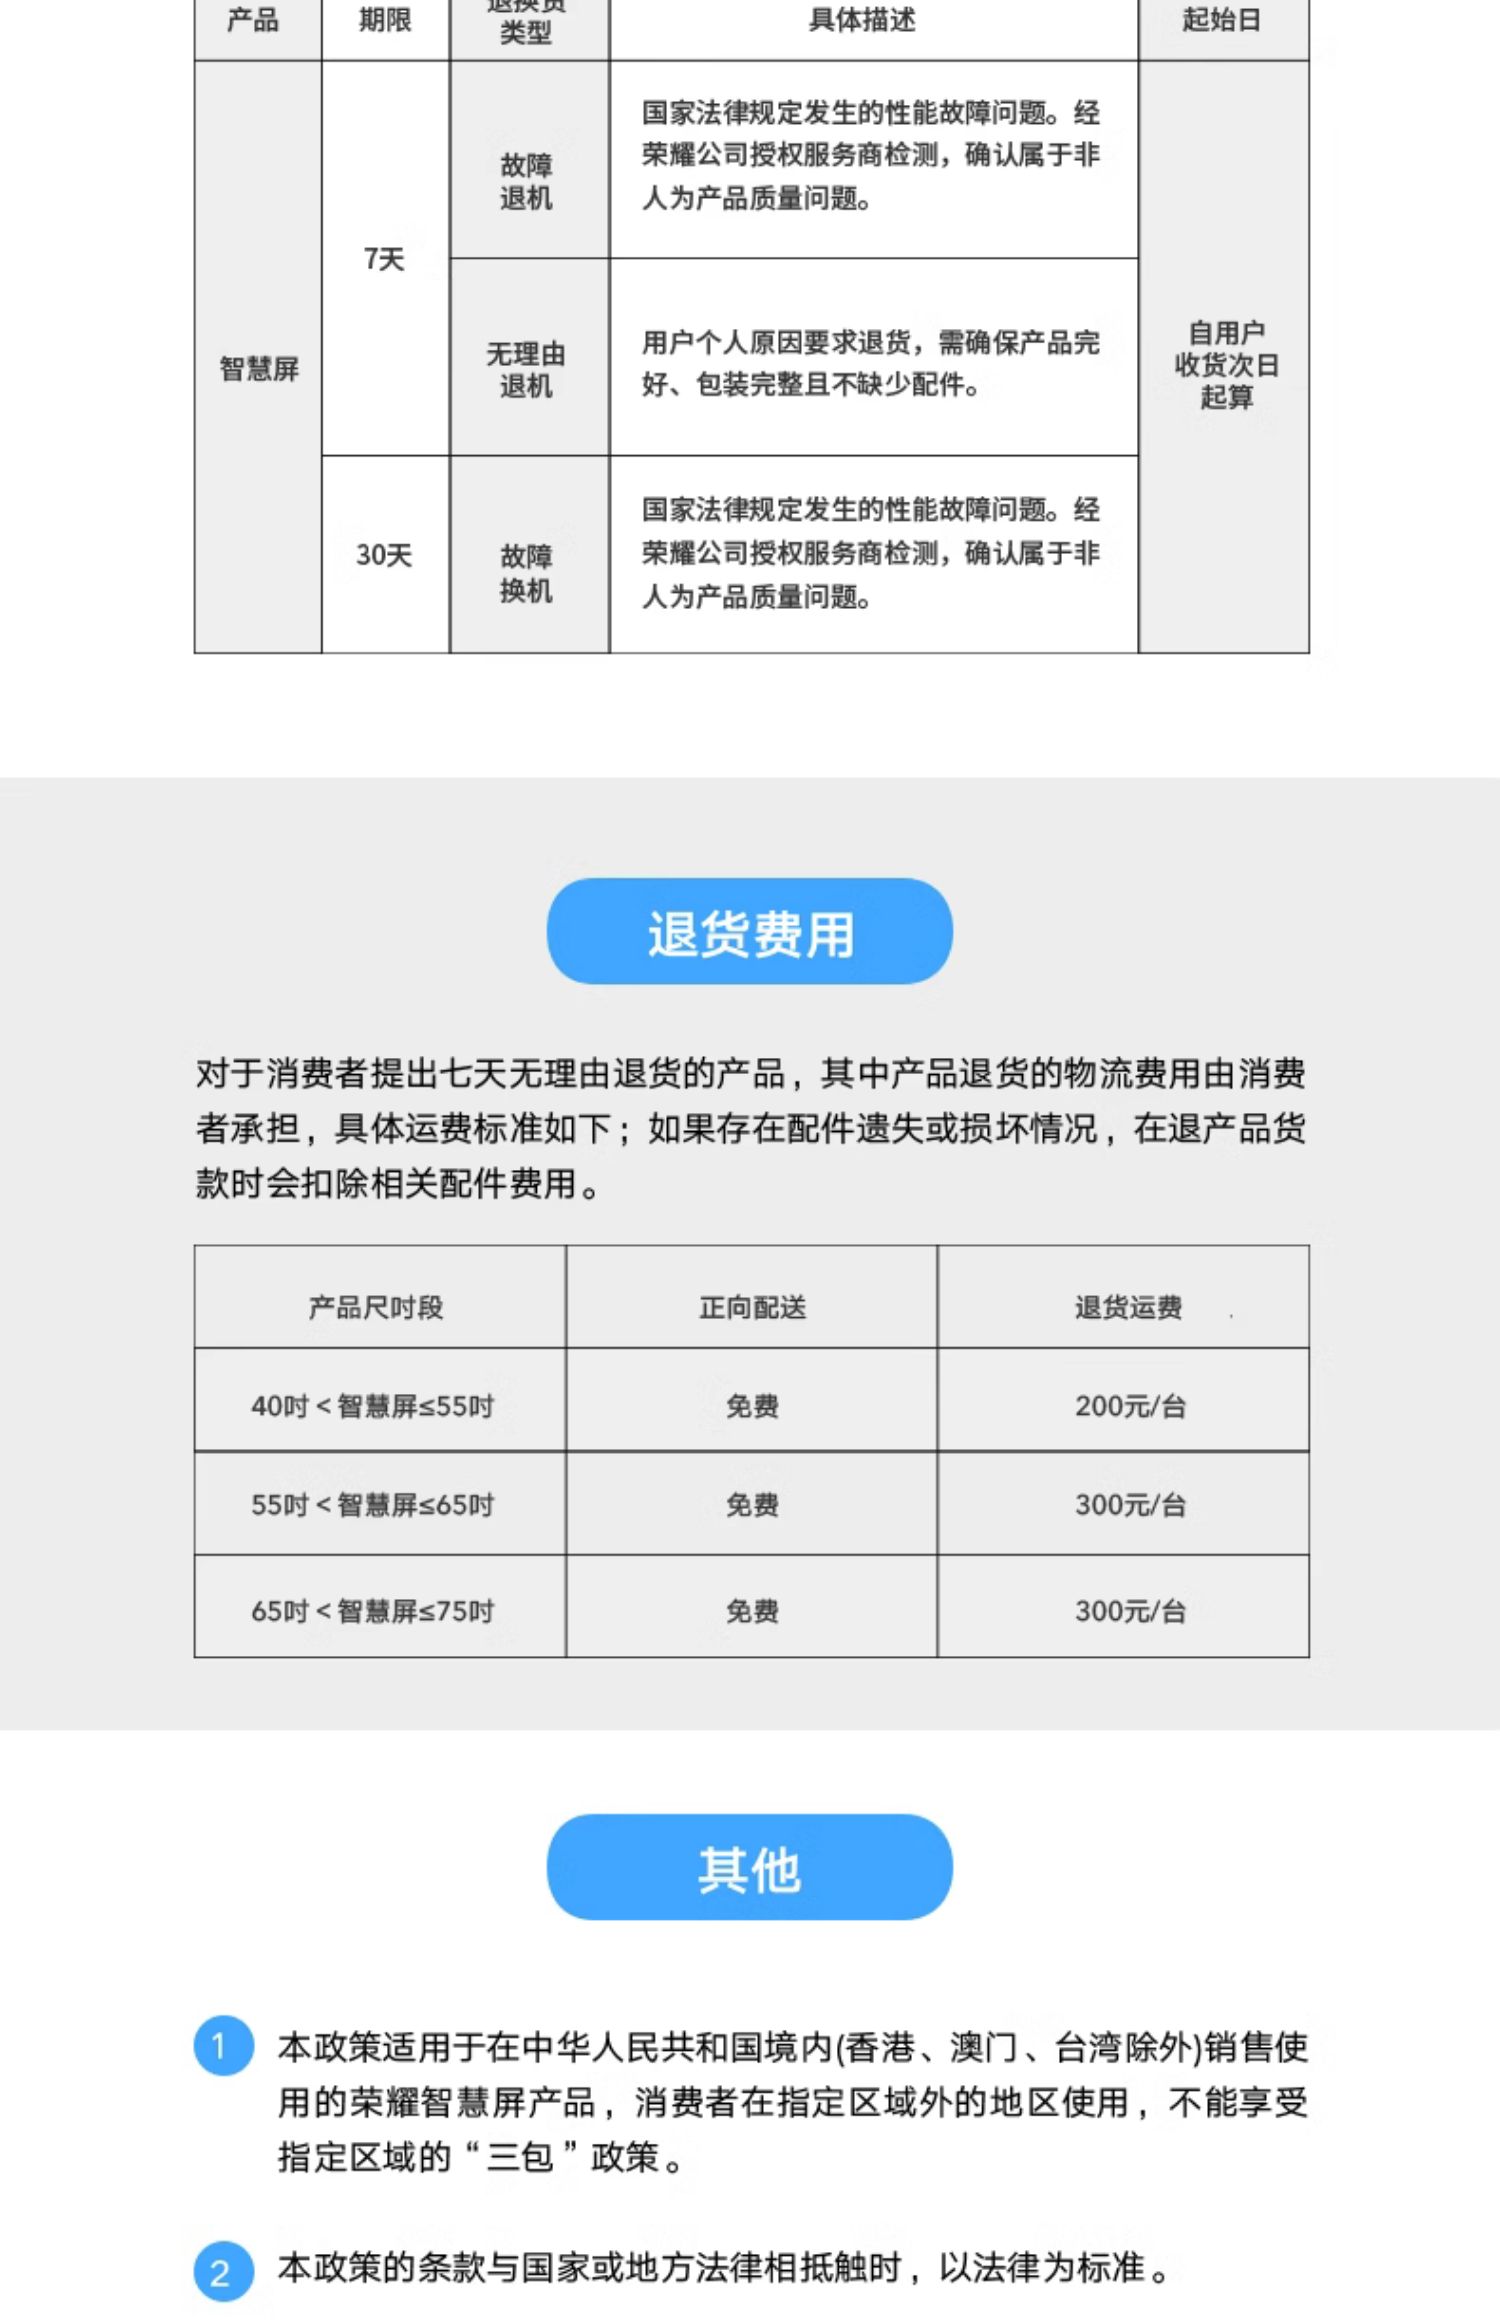 产品
期限
退换货
类型
具体描述
起始日
智慧屏
7天
故障
退机
国家法律规定发生的性能故障问题。经
荣耀公司授权服务商检测，确认属于非
人为产品质量问题。
无理由
退机
用户个人原因要求退货，需确保产品完
好、包装完整且不缺少配件。
自用户
收货次日
起算
30天
故障
换机
国家法律规定发生的性能故障问题。经
荣耀公司授权服务商检测，确认属于非
人为产品质量问题。
退货费用
对于消费者提出七天无理由退货的产品，其中产品退货的物流费用由消费
者承担，具体运费标准如下；如果存在配件遗失或损坏情况，在退产品货
款时会扣除相关配件费用。
产品尺吋段
正向配送
退货运费
40吋＜智慧屏≤55吋
免费
200元/台
55吋＜智慧屏≤65吋
免费
300元/台
65吋＜智慧屏≤75吋
免费
300元/台
其他
1 本政策适用于在中华人民共和国境内(香港、澳门、台湾除外)销售使
用的荣耀智慧屏产品，消费者在指定区域外的地区使用，不能享受
指定区域的“三包”政策。
2 本政策的条款与国家或地方法律相抵触时，以法律为标准。